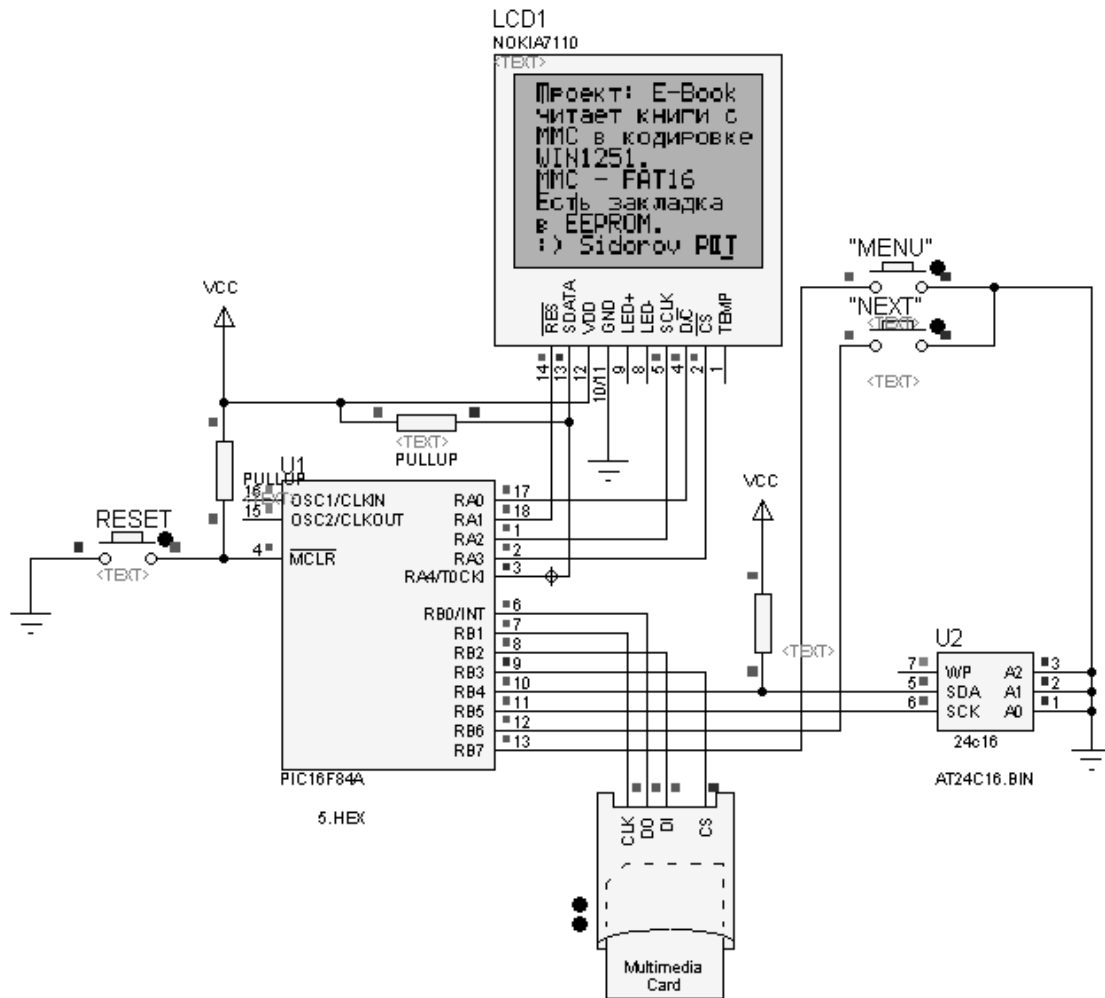 LCD1
NOKIA7110
<TEXT>
Проект: E-Book
читает книги с
MMC в кодировке
WIN1251.
MMC - FAT16
Есть закладка
в EEPROM.
:) Sidorov
RES
SDATA
VDD
GND
LED+
LED-
SCLK
D/C
CS
TEMP
14
13
12
10/11
9
8
5
4
2
1
"MENU"
"NEXT"
<TEXT>
<TEXT>
VCC
<TEXT>
PULLUP
PULLUP
<TEXT>
RESET
<TEXT>
U1
16 OSC1/CLKIN
15 OSC2/CLKOUT
4 MCLR
RA0 17
RA1 18
RA2 1
RA3 2
RA4/T0CKI 3
RB0/INT 6
RB1 7
RB2 8
RB3 9
RB4 10
RB5 11
RB6 12
RB7 13
PIC16F84A
5.HEX
VCC
<TEXT>
U2
7 WP A2 3
5 SDA A1 2
6 SCK A0 1
24c16
AT24C16.BIN
CLK
DO
DI
CS
Multimedia
Card